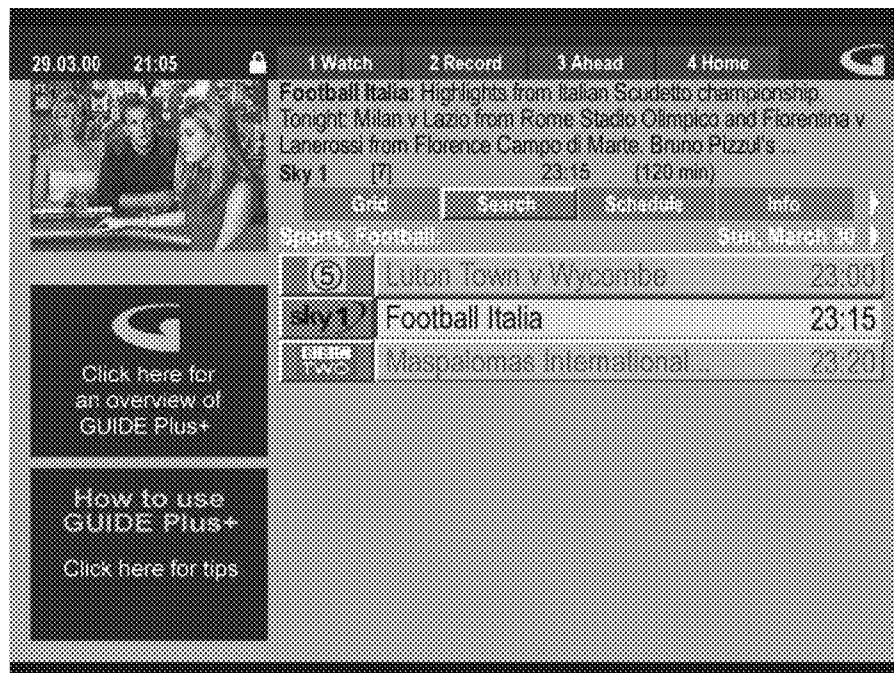 29.03.00 21:05 1 Watch 2 Record 3 Ahead 4 Home
Football Italia: Highlights from Italian Scudetto championship.
Tonight: Milan v Lazio from Rome Stadio Olimpico and Fiorentina v
Lanerossi from Florence Campo di Marte. Bruno Pizzul's ...
Sky 1 [7] 23:15 (120 min)
Grid Search Schedule Info
Sports, Football Sun, March 30
5 Luton Town v Wycombe 23:00
sky 1 Football Italia 23:15
BBC TWO Maspalomas International... 23:20
Click here for
an overview of
GUIDE Plus+
How to use
GUIDE Plus+
Click here for tips